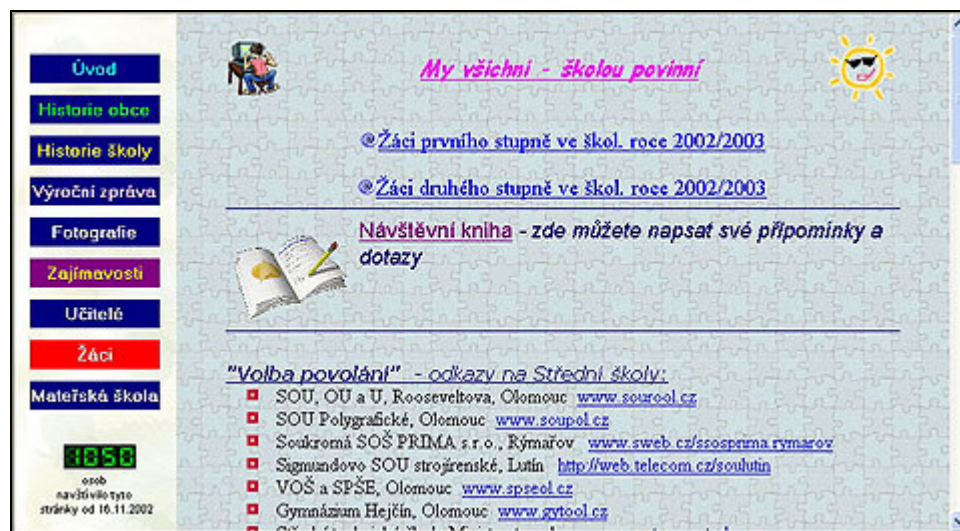 Úvod
Historie obce
Historie školy
Výroční zpráva
Fotografie
Zajímavosti
Učitelé
Žáci
Mateřská škola
1050
osob
navštívilo tyto
stránky od 16.11.2002
My všichni - školou povinní
@Žáci prvního stupně ve škol. roce 2002/2003
@Žáci druhého stupně ve škol. roce 2002/2003
Návštěvní kniha - zde můžete napsat své připomínky a
dotazy
"Volba povolání" - odkazy na Střední školy:
SOU, OU a U, Rooseveltova, Olomouc www.sourool.cz
SOU Polygrafické, Olomouc www.soupol.cz
Soukromá SOŠ PRIMA s.r.o., Rýmařov www.sweb.cz/ssosprima.rymarov
Sigmundovo SOU strojírenské, Lutín http://web.telecom.cz/soulutin
VOŠ a SPŠE, Olomouc www.spseol.cz
Gymnázium Hejčín, Olomouc www.gytool.cz